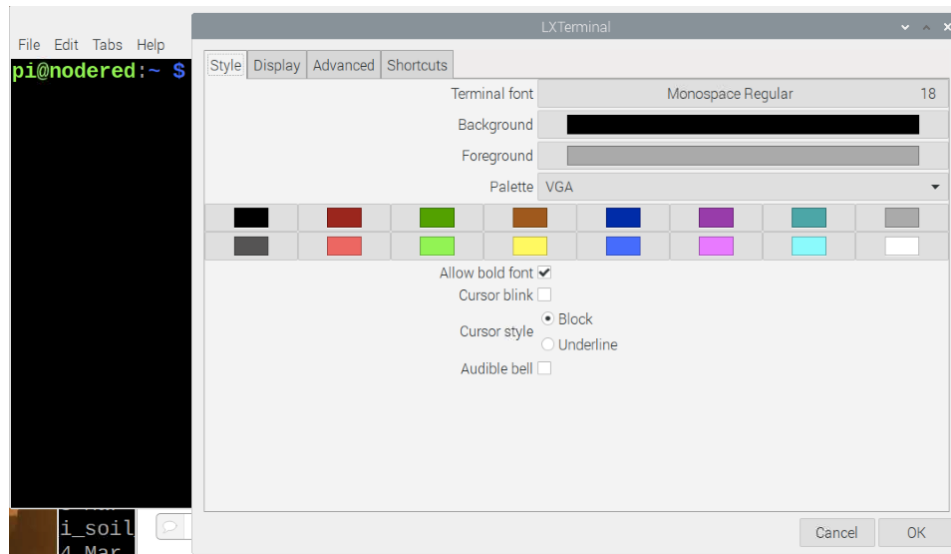 LXTerminal
File Edit Tabs Help
pi@nodered:~ $
Style Display Advanced Shortcuts
Terminal font Monospace Regular 18
Background
Foreground
Palette VGA
Allow bold font
Cursor blink
Cursor style
Block
Underline
Audible bell
i_soil
4 Mar
Cancel OK